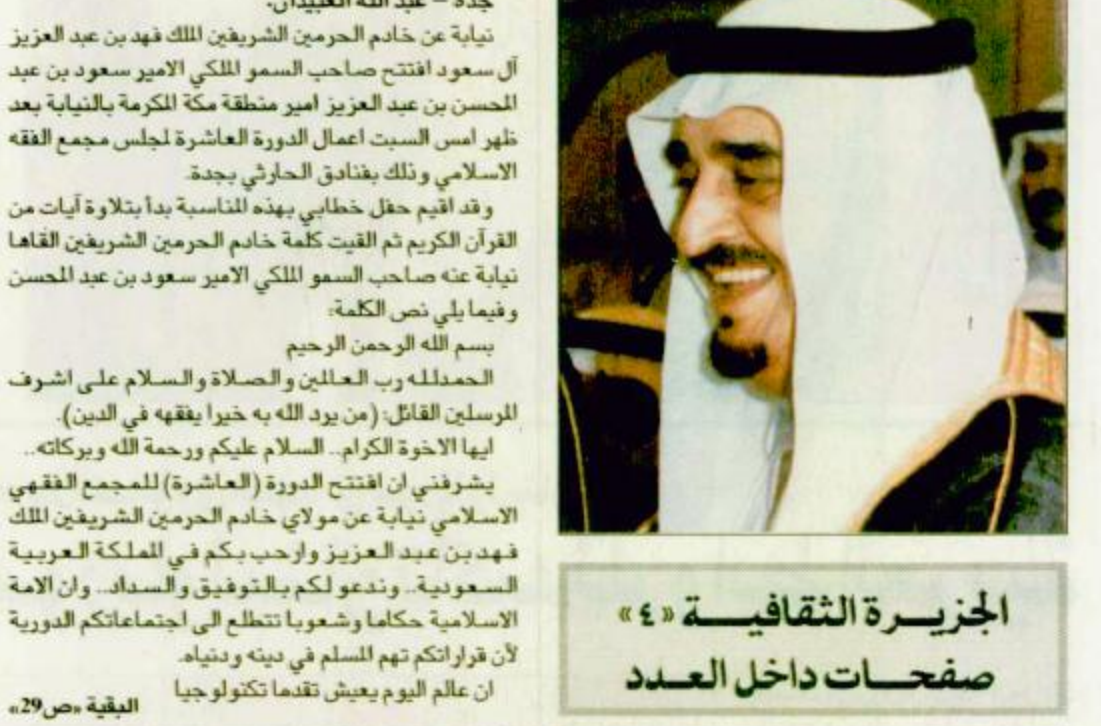 جدة - عبد الله العبيدان:
نيابة عن خادم الحرمين الشريفين الملك فهد بن عبد العزيز
آل سعود افتتح صاحب السمو الملكي الامير سعود بن عبد
المحسن بن عبد العزيز امير منطقة مكة المكرمة بالنيابة بعد
ظهر امس السبت اعمال الدورة العاشرة لمجلس مجمع الفقه
الاسلامي وذلك بفنادق الحارثي بجدة.
وقد اقيم حفل خطابي بهذه المناسبة بدأ بتلاوة آيات من
القرآن الكريم ثم القيت كلمة خادم الحرمين الشريفين القاها
نيابة عنه صاحب السمو الملكي الامير سعود بن عبد المحسن
وفيما يلي نص الكلمة:
بسم الله الرحمن الرحيم
الحمدلله رب العالمين والصلاة والسلام على اشرف
المرسلين القائل: (من يرد الله به خيرا يفقهه في الدين).
ايها الاخوة الكرام.. السلام عليكم ورحمة الله وبركاته..
يشرفني ان افتتح الدورة (العاشرة) للمجمع الفقهي
الاسلامي نيابة عن مولاي خادم الحرمين الشريفين الملك
فهد بن عبد العزيز وارحب بكم في المملكة العربية
السعودية.. وندعو لكم بالتوفيق والسداد.. وان الامة
الاسلامية حكاما وشعوبا تتطلع الى اجتماعاتكم الدورية
لأن قراراتكم تهم المسلم في دينه ودنياه.
ان عالم اليوم يعيش تقدما تكنولوجيا
البقية «ص29»
الجزيرة الثقافية «٤»
صفحات داخل العدد